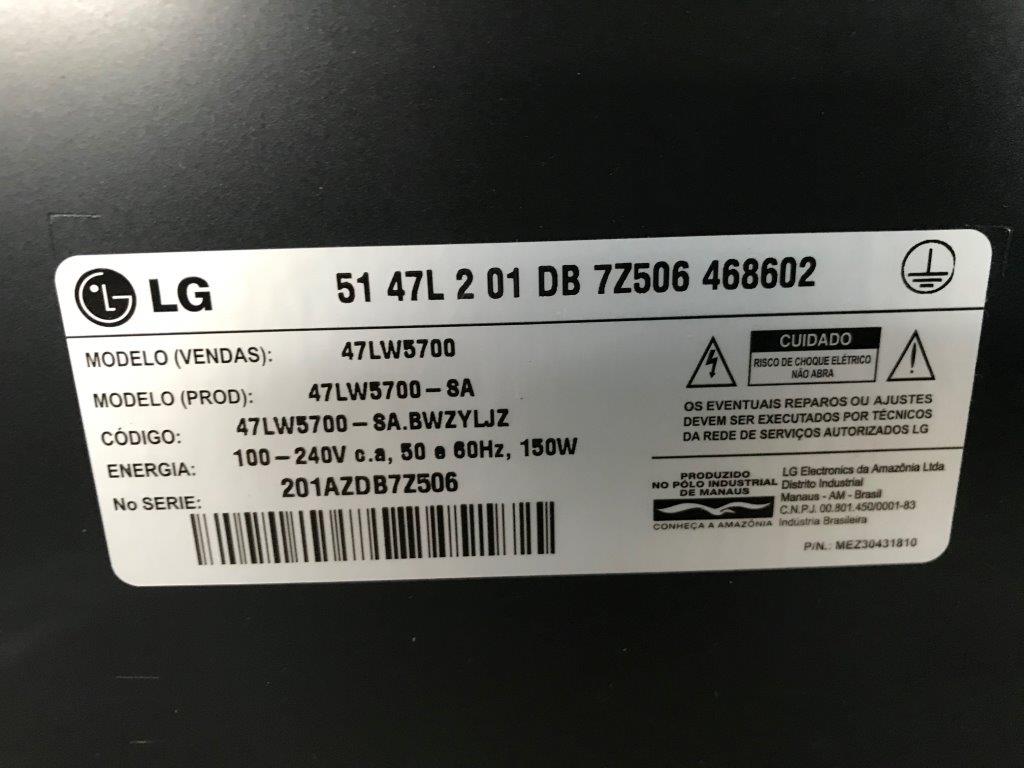 LG 51 47L 2 01 DB 7Z506 468602
MODELO (VENDAS): 47LW5700
MODELO (PROD): 47LW5700-SA
CÓDIGO: 47LW5700-SA.BWZYLJZ
ENERGIA: 100-240V c.a, 50 e 60Hz, 150W
No SERIE: 201AZDB7Z506
CUIDADO
RISCO DE CHOQUE ELÉTRICO
NÃO ABRA
OS EVENTUAIS REPAROS OU AJUSTES
DEVEM SER EXECUTADOS POR TÉCNICOS
DA REDE DE SERVIÇOS AUTORIZADOS LG
PRODUZIDO
NO PÓLO INDUSTRIAL
DE MANAUS
CONHEÇA A AMAZÔNIA
LG Electronics da Amazônia Ltda
Distrito Industrial
Manaus - AM - Brasil
C.N.P.J. 00.801.450/0001-83
Indústria Brasileira
P/N.: MEZ30431810